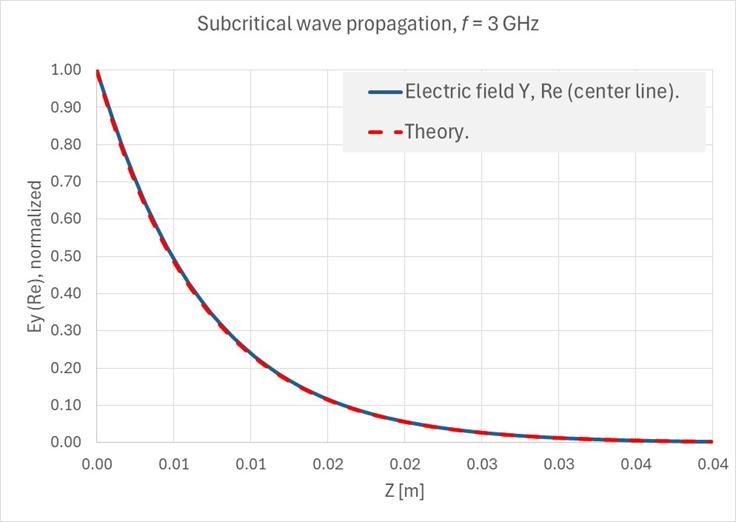 Subcritical wave propagation, f = 3 GHz
Electric field Y, Re (center line).
Theory.
Ey (Re), normalized
1.00
0.90
0.80
0.70
0.60
0.50
0.40
0.30
0.20
0.10
0.00
0.00 0.01 0.01 0.02 0.02 0.03 0.03 0.04 0.04
Z [m]